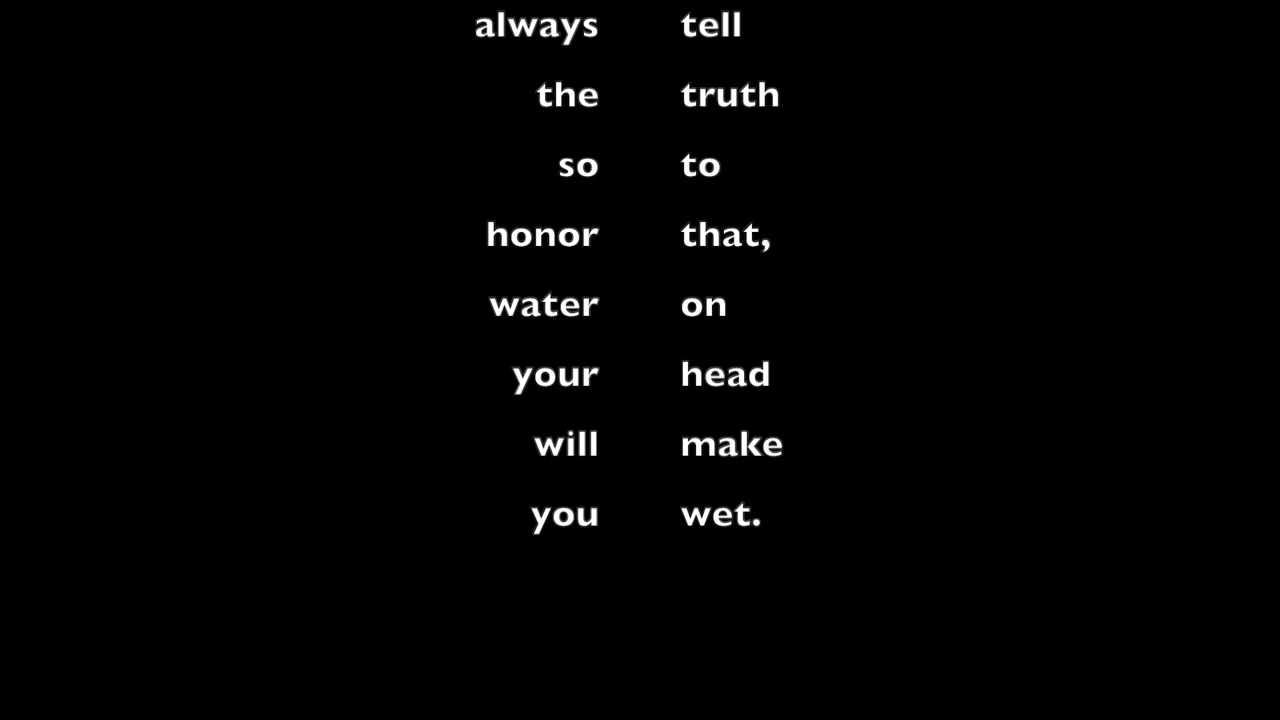 always tell
the truth
so to
honor that,
water on
your head
will make
you wet.